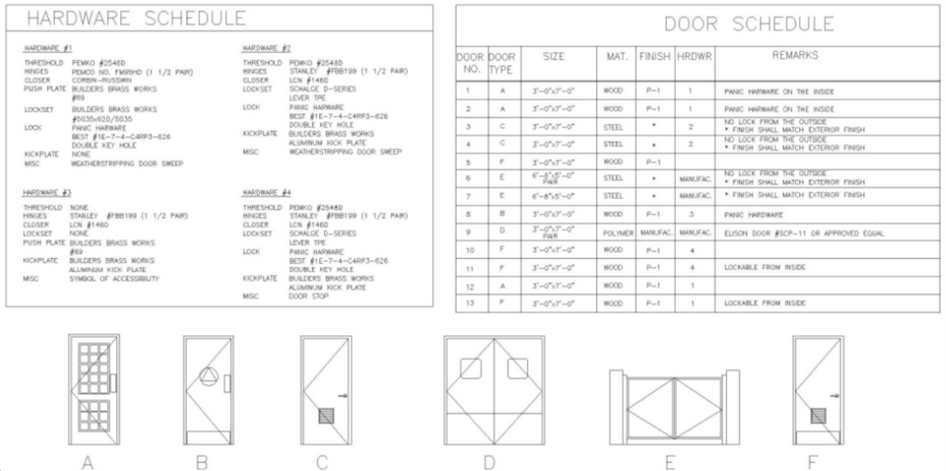 HARDWARE SCHEDULE
HARDWARE #1
THRESHOLD PEMKO #2548D
HINGES PEMCO NO. FM95HD (1 1/2 PAIR)
CLOSER CORBIN-RUSSWIN
PUSH PLATE BUILDERS BRASS WORKS
#69
LOCKSET BUILDERS BRASS WORKS
#5035x62D/5035
LOCK PANIC HARWARE
BEST #1E-7-4-C4RP3-626
DOUBLE KEY HOLE
KICKPLATE NONE
MISC WEATHERSTRIPPING DOOR SWEEP
HARDWARE #2
THRESHOLD PEMKO #2548D
HINGES STANLEY #FBB199 (1 1/2 PAIR)
CLOSER LCN #1460
LOCKSET SCHALGE D-SERIES
LEVER TPE
LOCK PANIC HARWARE
BEST #1E-7-4-C4RP3-626
DOUBLE KEY HOLE
KICKPLATE BUILDERS BRASS WORKS
ALUMINUM KICK PLATE
MISC WEATHERSTRIPPING DOOR SWEEP
HARDWARE #3
THRESHOLD NONE
HINGES STANLEY #FBB199 (1 1/2 PAIR)
CLOSER LCN #1460
LOCKSET NONE
PUSH PLATE BUILDERS BRASS WORKS
#69
KICKPLATE BUILDERS BRASS WORKS
ALUMINUM KICK PLATE
MISC SYMBOL OF ACCESSIBILITY
HARDWARE #4
THRESHOLD PEMKO #2548D
HINGES STANLEY #FBB199 (1 1/2 PAIR)
CLOSER LCN #1460
LOCKSET SCHALGE D-SERIES
LEVER TPE
LOCK PANIC HARWARE
BEST #1E-7-4-C4RP3-626
DOUBLE KEY HOLE
KICKPLATE BUILDERS BRASS WORKS
ALUMINUM KICK PLATE
MISC DOOR STOP
DOOR SCHEDULE
DOOR NO. DOOR TYPE SIZE MAT. FINISH HRDWR REMARKS
1 A 3'-0"x7'-0" WOOD P-1 1 PANIC HARWARE ON THE INSIDE
2 A 3'-0"x7'-0" WOOD P-1 1 PANIC HARWARE ON THE INSIDE
3 C 3'-0"x7'-0" STEEL * 2 NO LOCK FROM THE OUTSIDE
* FINISH SHALL MATCH EXTERIOR FINISH
4 C 3'-0"x7'-0" STEEL * 2 NO LOCK FROM THE OUTSIDE
* FINISH SHALL MATCH EXTERIOR FINISH
5 F 3'-0"x7'-0" WOOD P-1
6 E 6'-8"x5'-0" PAIR STEEL * MANUFAC. NO LOCK FROM THE OUTSIDE
* FINISH SHALL MATCH EXTERIOR FINISH
7 E 6'-8"x5'-0" STEEL * MANUFAC. * FINISH SHALL MATCH EXTERIOR FINISH
8 B 3'-0"x7'-0" WOOD P-1 3 PANIC HARDWARE
9 D 3'-0"x7'-0" PAIR POLYMER MANUFAC. MANUFAC. ELISON DOOR #SCP-11 OR APPROVED EQUAL
10 F 3'-0"x7'-0" WOOD P-1 4
11 F 3'-0"x7'-0" WOOD P-1 4 LOCKABLE FROM INSIDE
12 A 3'-0"x7'-0" WOOD P-1 1
13 F 3'-0"x7'-0" WOOD P-1 1 LOCKABLE FROM INSIDE
A B C D E F